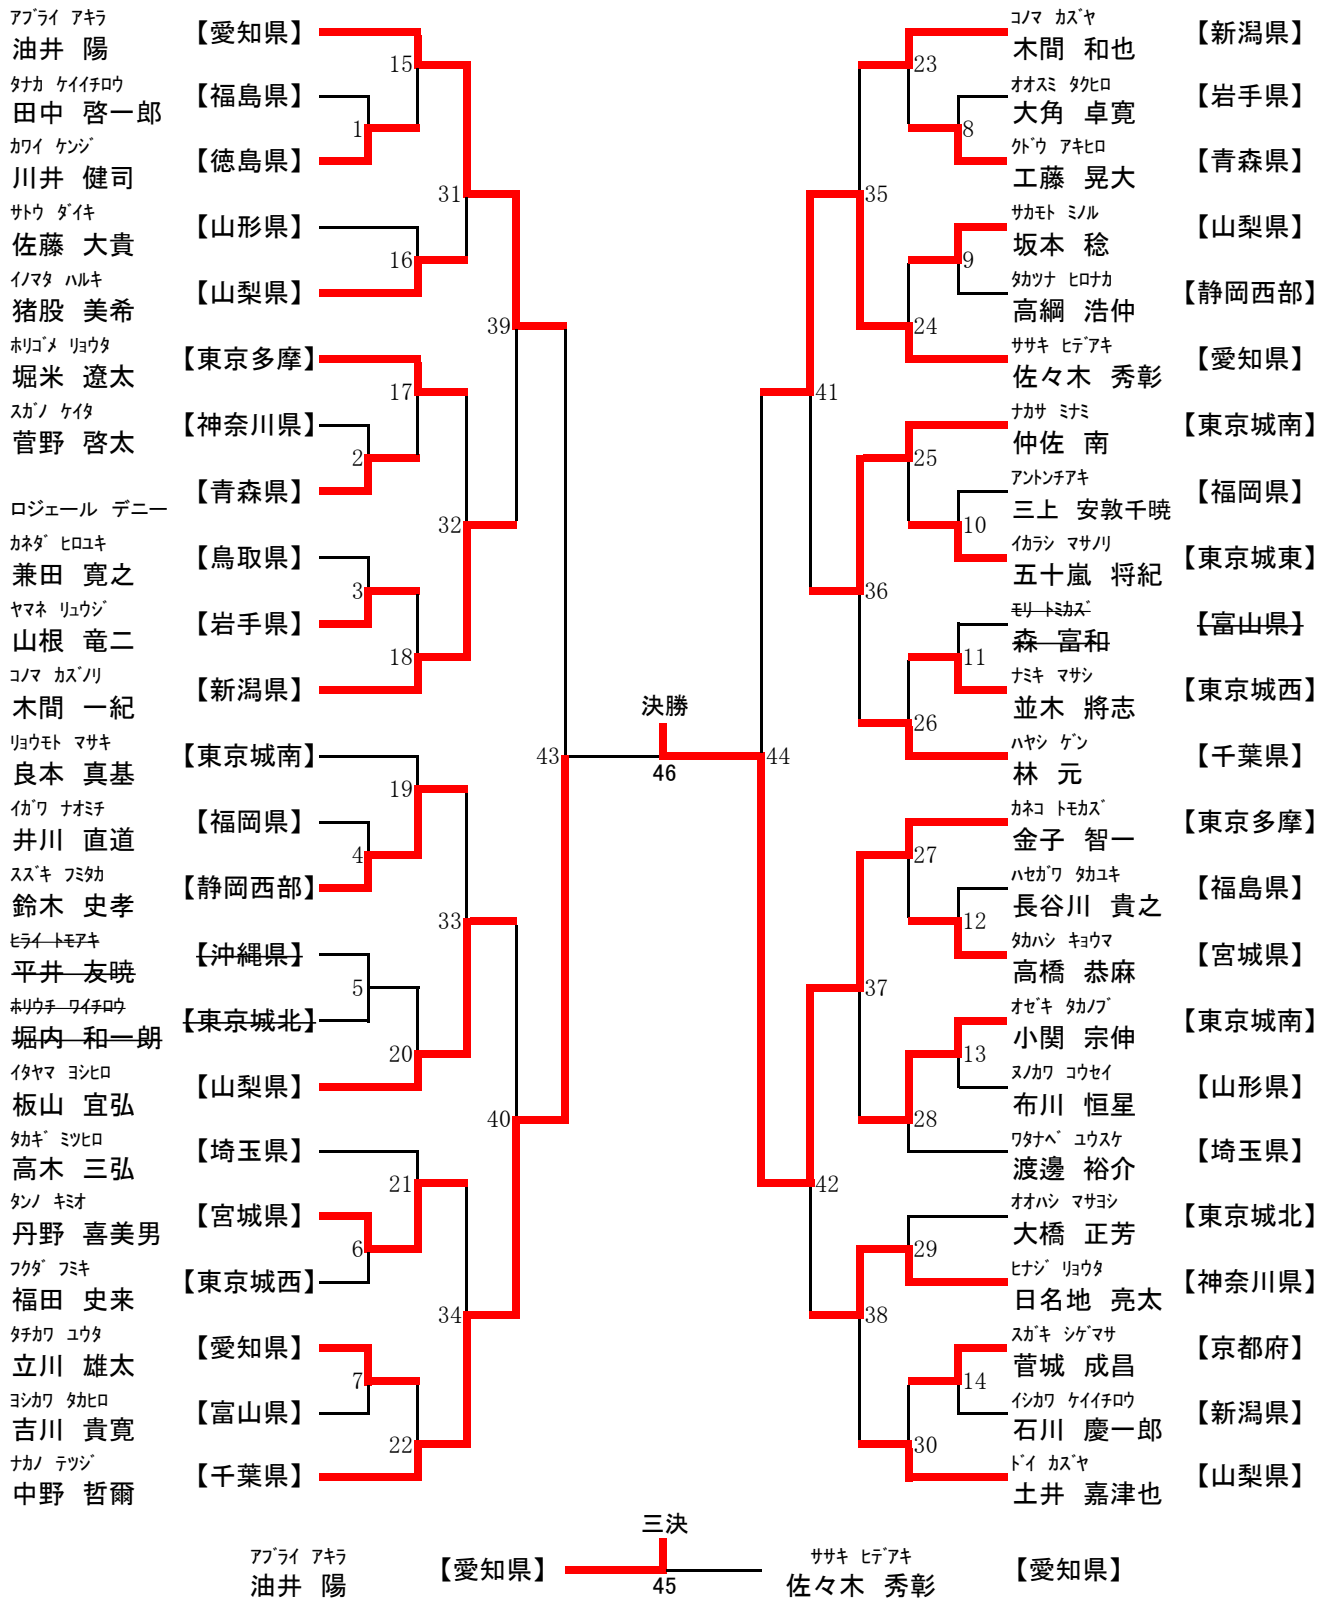 アブライ アキラ
油井 陽 【愛知県】
タナカ ケイイチロウ
田中 啓一郎 【福島県】
カワイ ケンジ
川井 健司 【徳島県】
サトウ ダイキ
佐藤 大貴 【山形県】
イノマタ ハルキ
猪股 美希 【山梨県】
ホリゴメ リョウタ
堀米 遼太 【東京多摩】
スガノ ケイタ
菅野 啓太 【神奈川県】
ロジェール デニー 【青森県】
カネダ ヒロユキ
兼田 寛之 【鳥取県】
ヤマネ リュウジ
山根 竜二 【岩手県】
コノマ カズノリ
木間 一紀 【新潟県】
リョウモト マサキ
良本 真基 【東京城南】
イガワ ナオミチ
井川 直道 【福岡県】
スズキ フミタカ
鈴木 史孝 【静岡西部】
ヒライ トモアキ
平井 友暁 【沖縄県】
ホリウチ ワイチロウ
堀内 和一朗 【東京城北】
イタヤマ ヨシヒロ
板山 宜弘 【山梨県】
タカギ ミツヒロ
高木 三弘 【埼玉県】
タンノ キミオ
丹野 喜美男 【宮城県】
フクダ フミキ
福田 史来 【東京城西】
タチカワ ユウタ
立川 雄太 【愛知県】
ヨシカワ タカヒロ
吉川 貴寛 【富山県】
ナカノ テツジ
中野 哲爾 【千葉県】
15
1
31
16
39
17
2
32
3
18
43
19
4
33
5
20
40
21
6
34
7
22
決勝
46
23
8
35
9
24
41
25
10
36
11
26
44
27
12
37
13
28
42
29
38
14
30
コノマ カズヤ
木間 和也 【新潟県】
オオスミ タクヒロ
大角 卓寛 【岩手県】
クドウ アキヒロ
工藤 晃大 【青森県】
サカモト ミノル
坂本 稔 【山梨県】
タカツナ ヒロナカ
高綱 浩仲 【静岡西部】
ササキ ヒデアキ
佐々木 秀彰 【愛知県】
ナカサ ミナミ
仲佐 南 【東京城南】
アントンチアキ
三上 安敦千暁 【福岡県】
イカラシ マサノリ
五十嵐 将紀 【東京城東】
モリ トミカズ
森 富和 【富山県】
ナミキ マサシ
並木 將志 【東京城西】
ハヤシ ゲン
林 元 【千葉県】
カネコ トモカズ
金子 智一 【東京多摩】
ハセガワ タカユキ
長谷川 貴之 【福島県】
タカハシ キョウマ
高橋 恭麻 【宮城県】
オゼキ タカノブ
小関 宗伸 【東京城南】
ヌノカワ コウセイ
布川 恒星 【山形県】
ワタナベ ユウスケ
渡邊 裕介 【埼玉県】
オオハシ マサヨシ
大橋 正芳 【東京城北】
ヒナジ リョウタ
日名地 亮太 【神奈川県】
スガキ シゲマサ
菅城 成昌 【京都府】
イシカワ ケイイチロウ
石川 慶一郎 【新潟県】
ドイ カズヤ
土井 嘉津也 【山梨県】
三決
アブライ アキラ
油井 陽 【愛知県】
45
ササキ ヒデアキ
佐々木 秀彰 【愛知県】